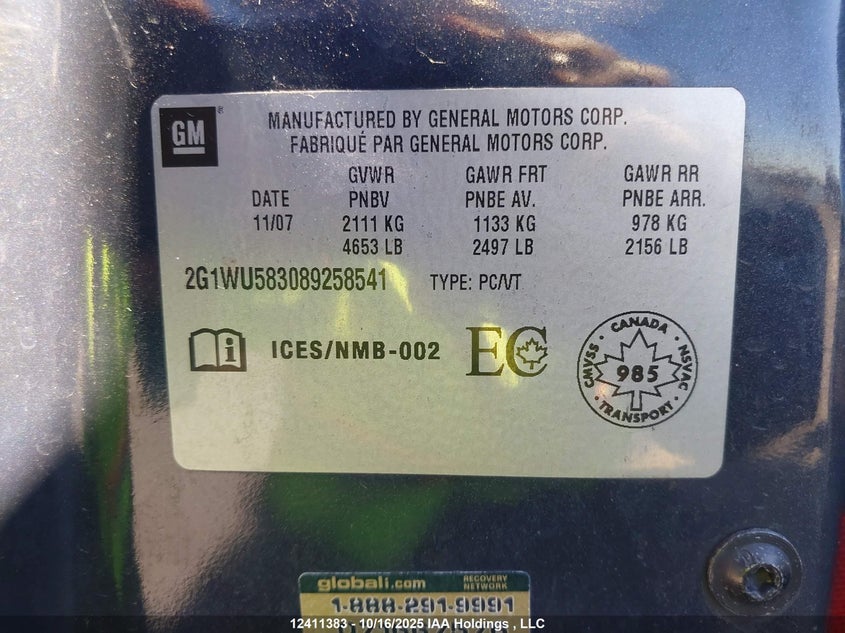 GM
MANUFACTURED BY GENERAL MOTORS CORP.
FABRIQUÉ PAR GENERAL MOTORS CORP.
GVWR GAWR FRT GAWR RR
DATE PNBV PNBE AV. PNBE ARR.
11/07 2111 KG 1133 KG 978 KG
4653 LB 2497 LB 2156 LB
2G1WU583089258541 TYPE: PC/VT
i ICES/NMB-002 EC
CANADA
CMVSS 985 NSVAC
TRANSPORT
globali.com RECOVERY NETWORK
1-888-291-9991
12411383 - 10/16/2025 IAA Holdings , LLC